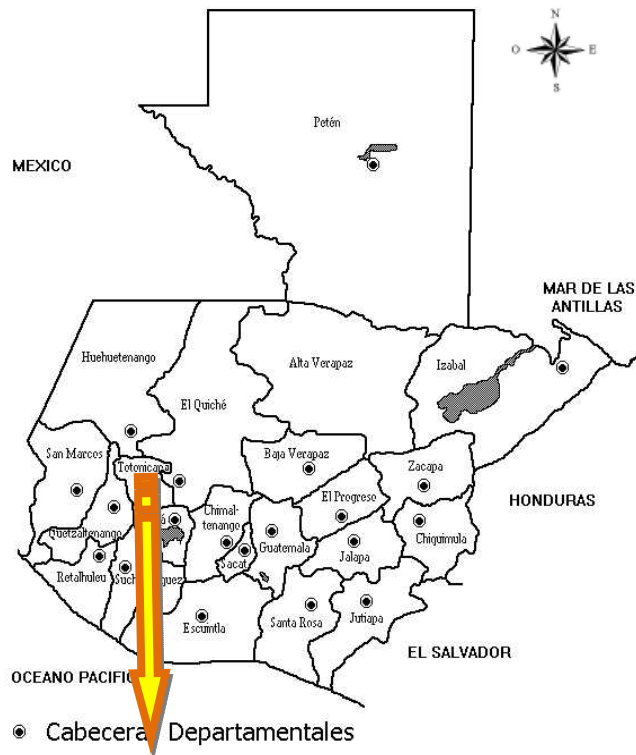 N
O E
S
Petén
MEXICO
MAR DE LAS
ANTILLAS
Huehuetenango
Alta Verapaz
Izabal
El Quiché
San Marcos
Baja Verapaz
Totonicapa
Zacapa
El Progreso
HONDURAS
Chimal-
tenango
Quetzaltenango
Guatemala
Jalapa
Chiquimula
Sacat
Retalhuleu
Jutiapa
Escuintla
Santa Rosa
EL SALVADOR
OCEANO PACIFIC
Cabecera Departamentales